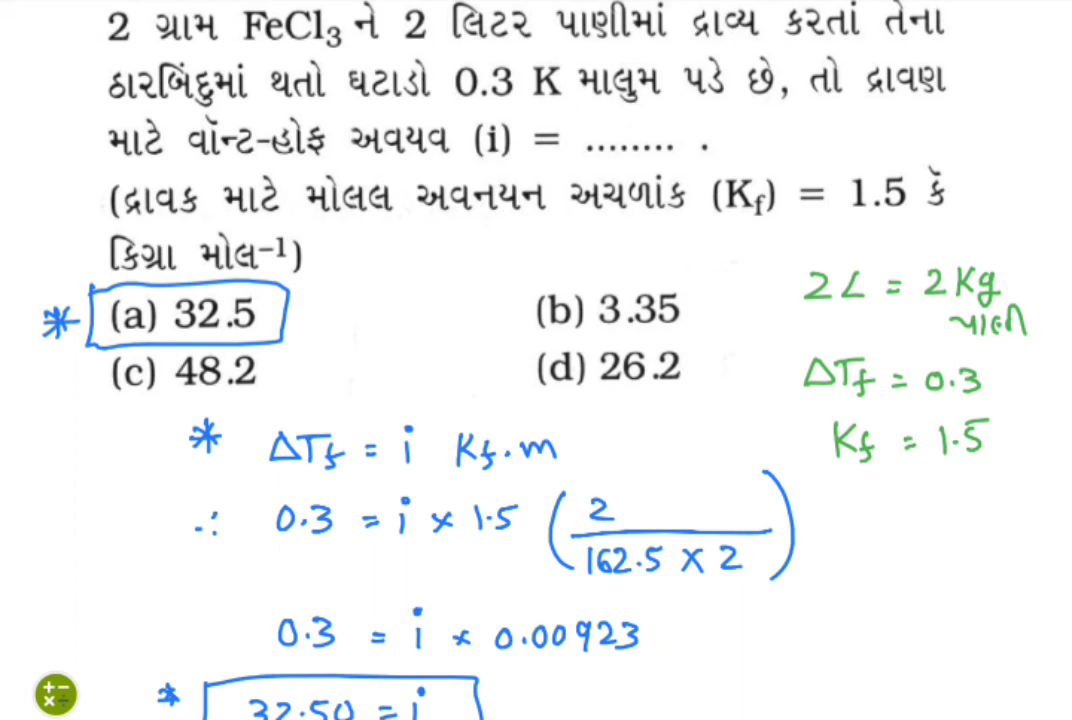 2 ગ્રામ FeCl₃ ને 2 લિટર પાણીમાં દ્રાવ્ય કરતાં તેના
ઠારબિંદુમાં થતો ઘટાડો 0.3 K માલુમ પડે છે, તો દ્રાવણ
માટે વૉન્ટ-હોફ અવયવ (i) = ........ .
(દ્રાવક માટે મોલલ અવનયન અચળાંક (K_f) = 1.5 કૅ
કિગ્રા મોલ⁻¹)
* (a) 32.5 (b) 3.35
(c) 48.2 (d) 26.2
2L = 2Kg
પાણી
ΔTf = 0.3
Kf = 1.5
* ΔTf = i Kf.m
∴ 0.3 = i × 1.5 (2 / 162.5 × 2)
0.3 = i × 0.00923
* 32.50 = i